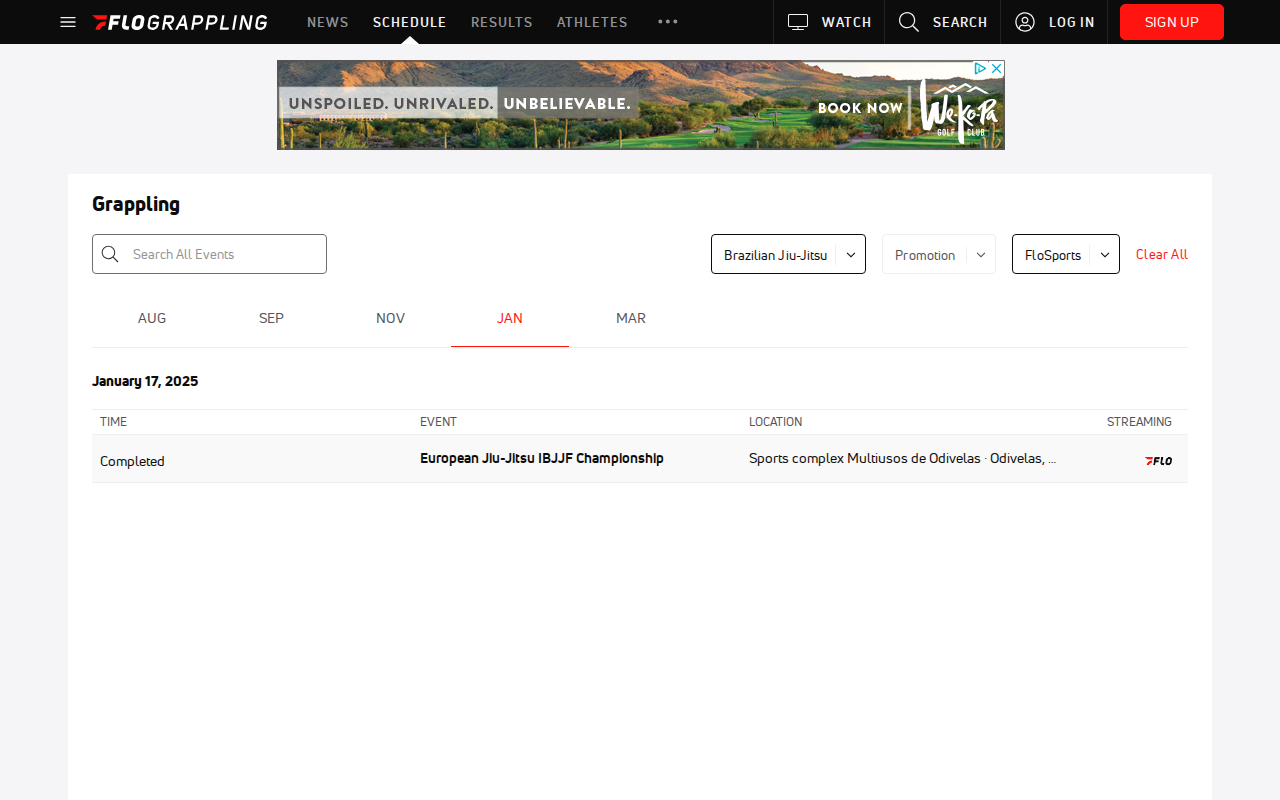 FLOGRAPPLING NEWS SCHEDULE RESULTS ATHLETES ••• WATCH SEARCH LOG IN SIGN UP
UNSPOILED. UNRIVALED. UNBELIEVABLE. BOOK NOW We-Ko-Pa GOLF CLUB
Grappling
Search All Events Brazilian Jiu-Jitsu Promotion FloSports Clear All
AUG SEP NOV JAN MAR
January 17, 2025
TIME EVENT LOCATION STREAMING
Completed European Jiu-Jitsu IBJJF Championship Sports complex Multiusos de Odivelas · Odivelas, ... FLO